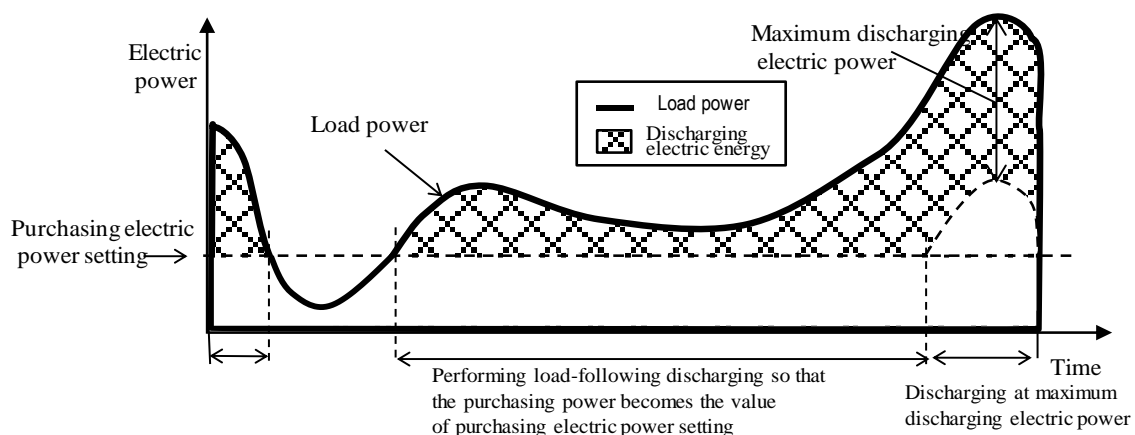 Electric
power
Load power
Maximum discharging
electric power
Load power
Discharging
electric energy
Purchasing electric
power setting
Time
Performing load-following discharging so that
the purchasing power becomes the value
of purchasing electric power setting
Discharging at maximum
discharging electric power